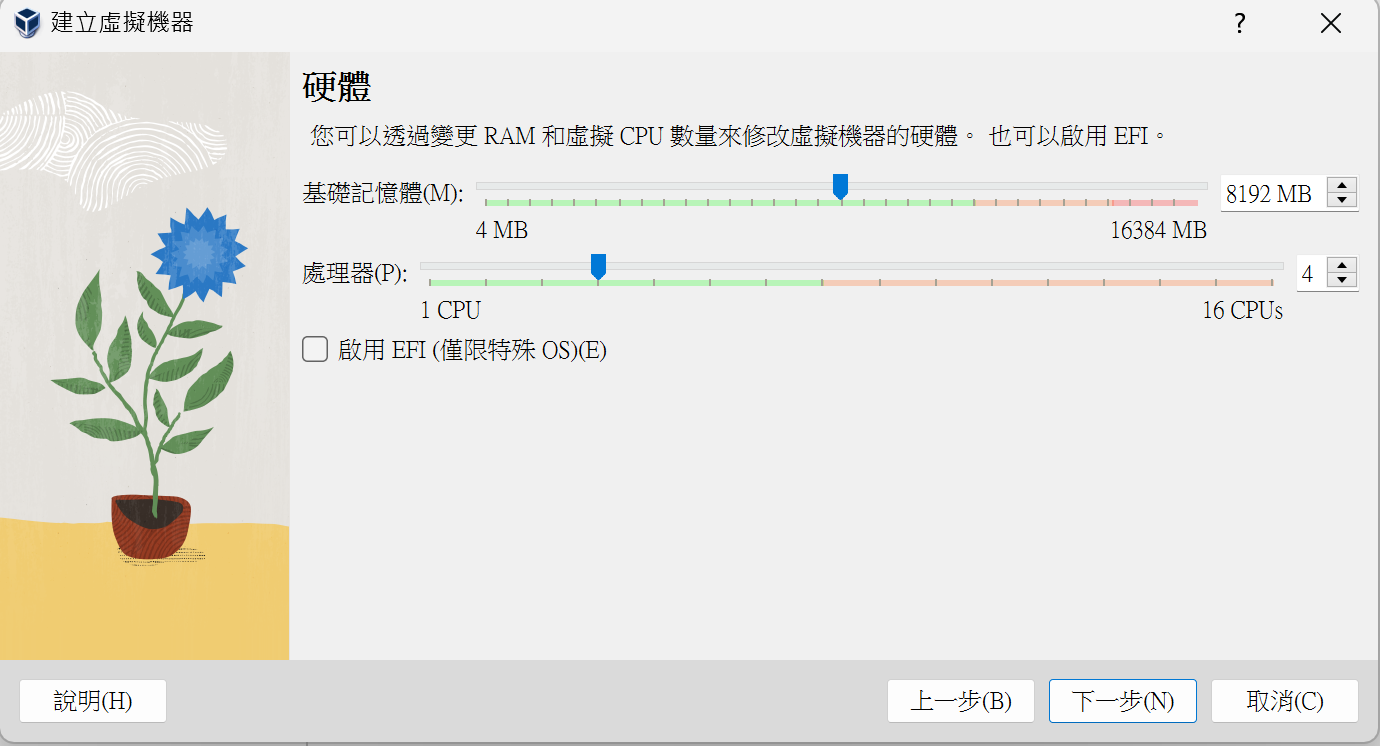 建立虛擬機器
?
硬體
您可以透過變更 RAM 和虛擬 CPU 數量來修改虛擬機器的硬體。 也可以啟用 EFI。
基礎記憶體(M): 8192 MB
4 MB 16384 MB
處理器(P): 4
1 CPU 16 CPUs
啟用 EFI (僅限特殊 OS)(E)
說明(H) 上一步(B) 下一步(N) 取消(C)